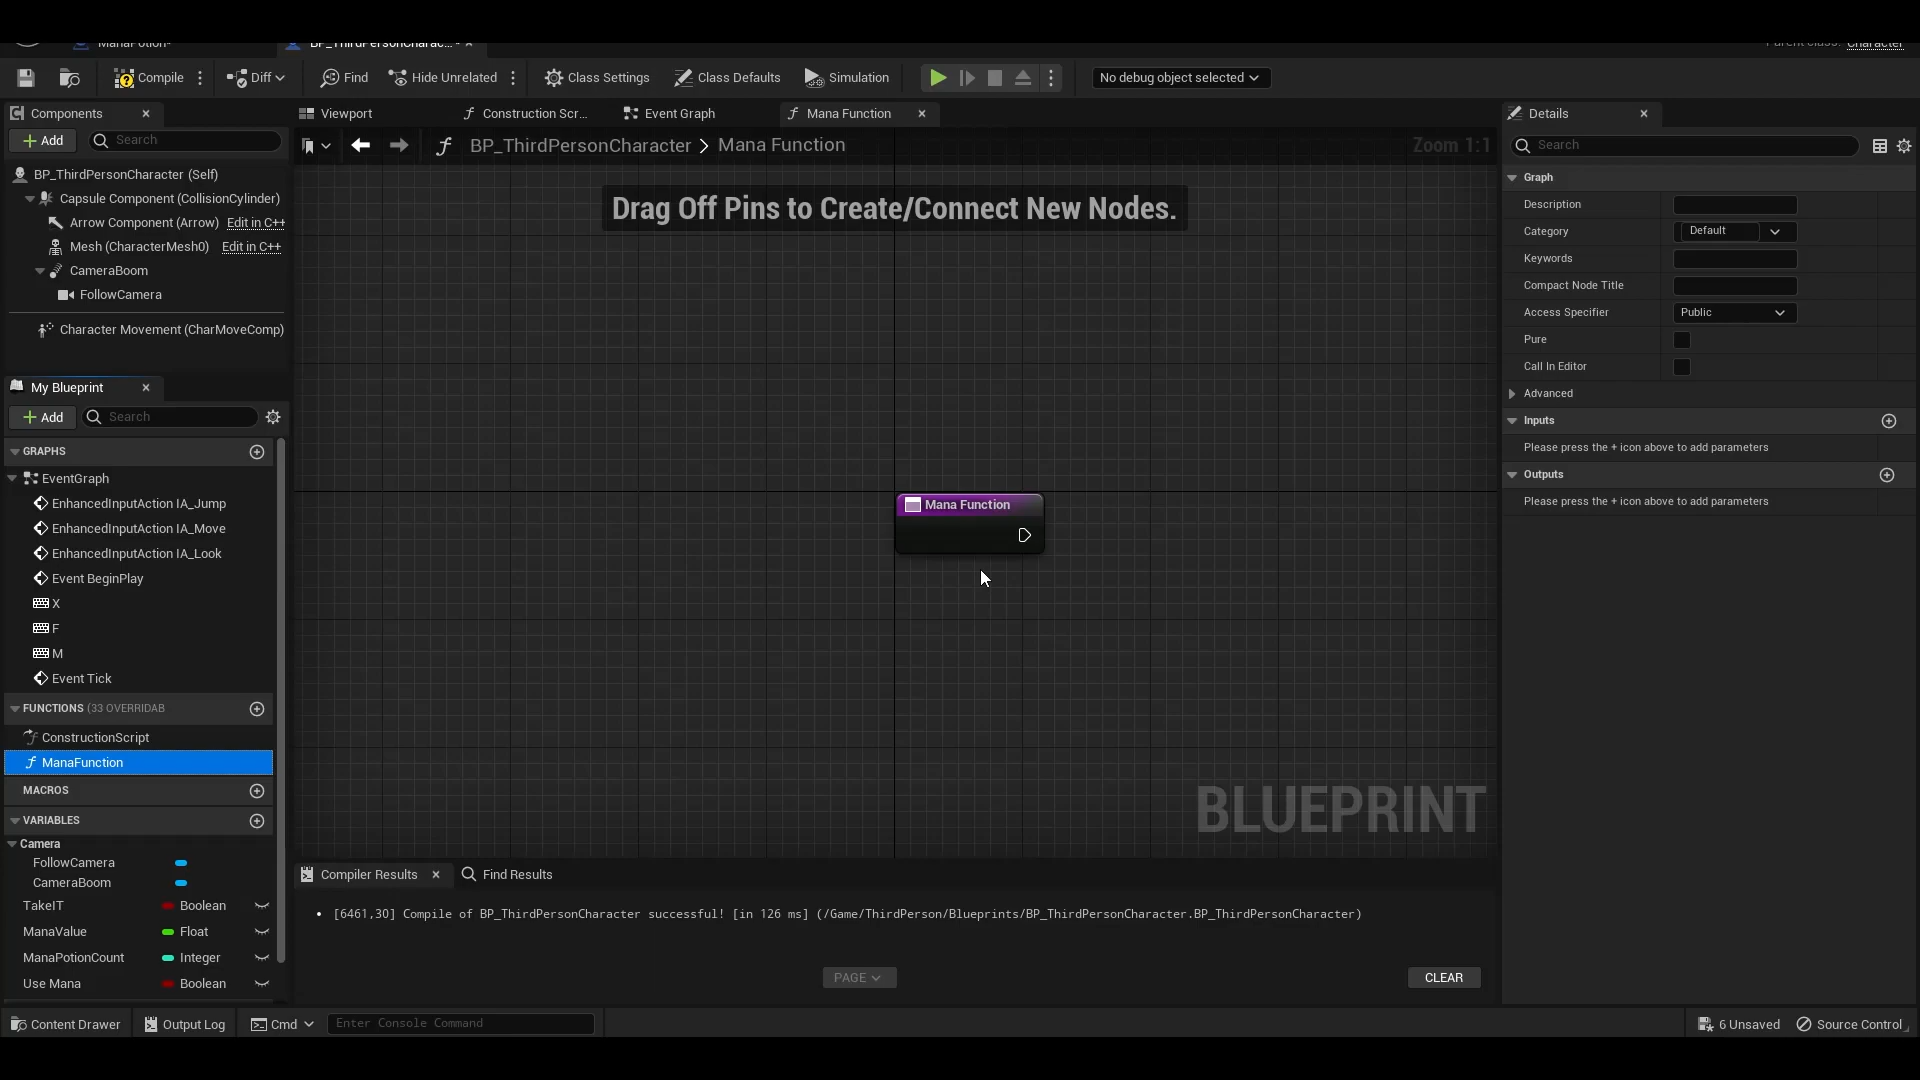 ManaPotion*
BP_ThirdPersonCharac...*
Parent class: Character
Compile
Diff
Find
Hide Unrelated
Class Settings
Class Defaults
Simulation
No debug object selected
Components
Add
Search
BP_ThirdPersonCharacter (Self)
Capsule Component (CollisionCylinder)
Arrow Component (Arrow) Edit in C++
Mesh (CharacterMesh0) Edit in C++
CameraBoom
FollowCamera
Character Movement (CharMoveComp)
My Blueprint
Add
Search
GRAPHS
EventGraph
EnhancedInputAction IA_Jump
EnhancedInputAction IA_Move
EnhancedInputAction IA_Look
Event BeginPlay
X
F
M
Event Tick
FUNCTIONS (33 OVERRIDAB
ConstructionScript
ManaFunction
MACROS
VARIABLES
Camera
FollowCamera
CameraBoom
TakeIT Boolean
ManaValue Float
ManaPotionCount Integer
Use Mana Boolean
Viewport
Construction Scr...
Event Graph
Mana Function
BP_ThirdPersonCharacter > Mana Function
Zoom 1:1
Drag Off Pins to Create/Connect New Nodes.
Mana Function
BLUEPRINT
Compiler Results
Find Results
[6461,30] Compile of BP_ThirdPersonCharacter successful! [in 126 ms] (/Game/ThirdPerson/Blueprints/BP_ThirdPersonCharacter.BP_ThirdPersonCharacter)
PAGE
CLEAR
Details
Search
Graph
Description
Category Default
Keywords
Compact Node Title
Access Specifier Public
Pure
Call In Editor
Advanced
Inputs
Please press the + icon above to add parameters
Outputs
Please press the + icon above to add parameters
Content Drawer
Output Log
Cmd
Enter Console Command
6 Unsaved
Source Control